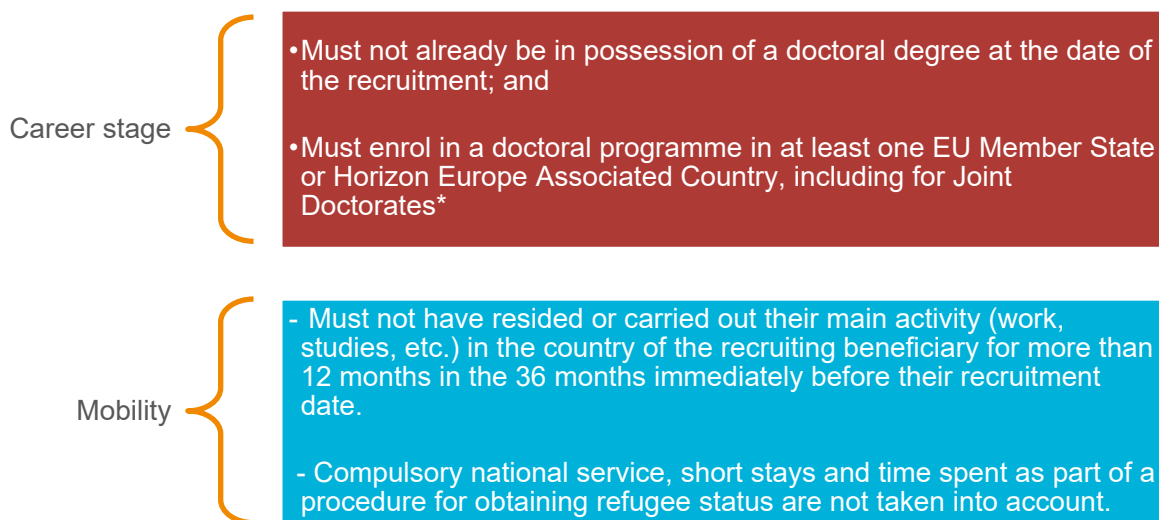 Career stage
•Must not already be in possession of a doctoral degree at the date of
the recruitment; and
•Must enrol in a doctoral programme in at least one EU Member State
or Horizon Europe Associated Country, including for Joint
Doctorates*
Mobility
- Must not have resided or carried out their main activity (work,
studies, etc.) in the country of the recruiting beneficiary for more than
12 months in the 36 months immediately before their recruitment
date.
- Compulsory national service, short stays and time spent as part of a
procedure for obtaining refugee status are not taken into account.